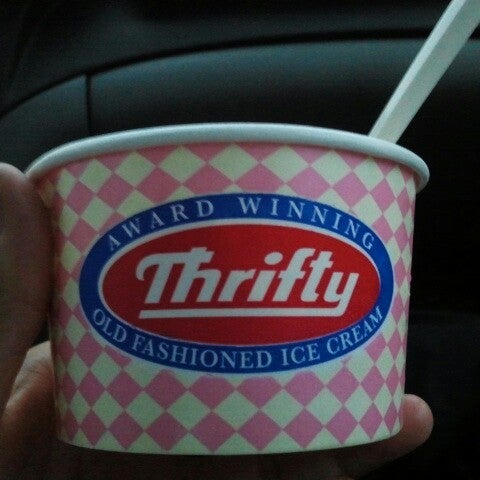 AWARD WINNING
Thrifty
OLD FASHIONED ICE CREAM